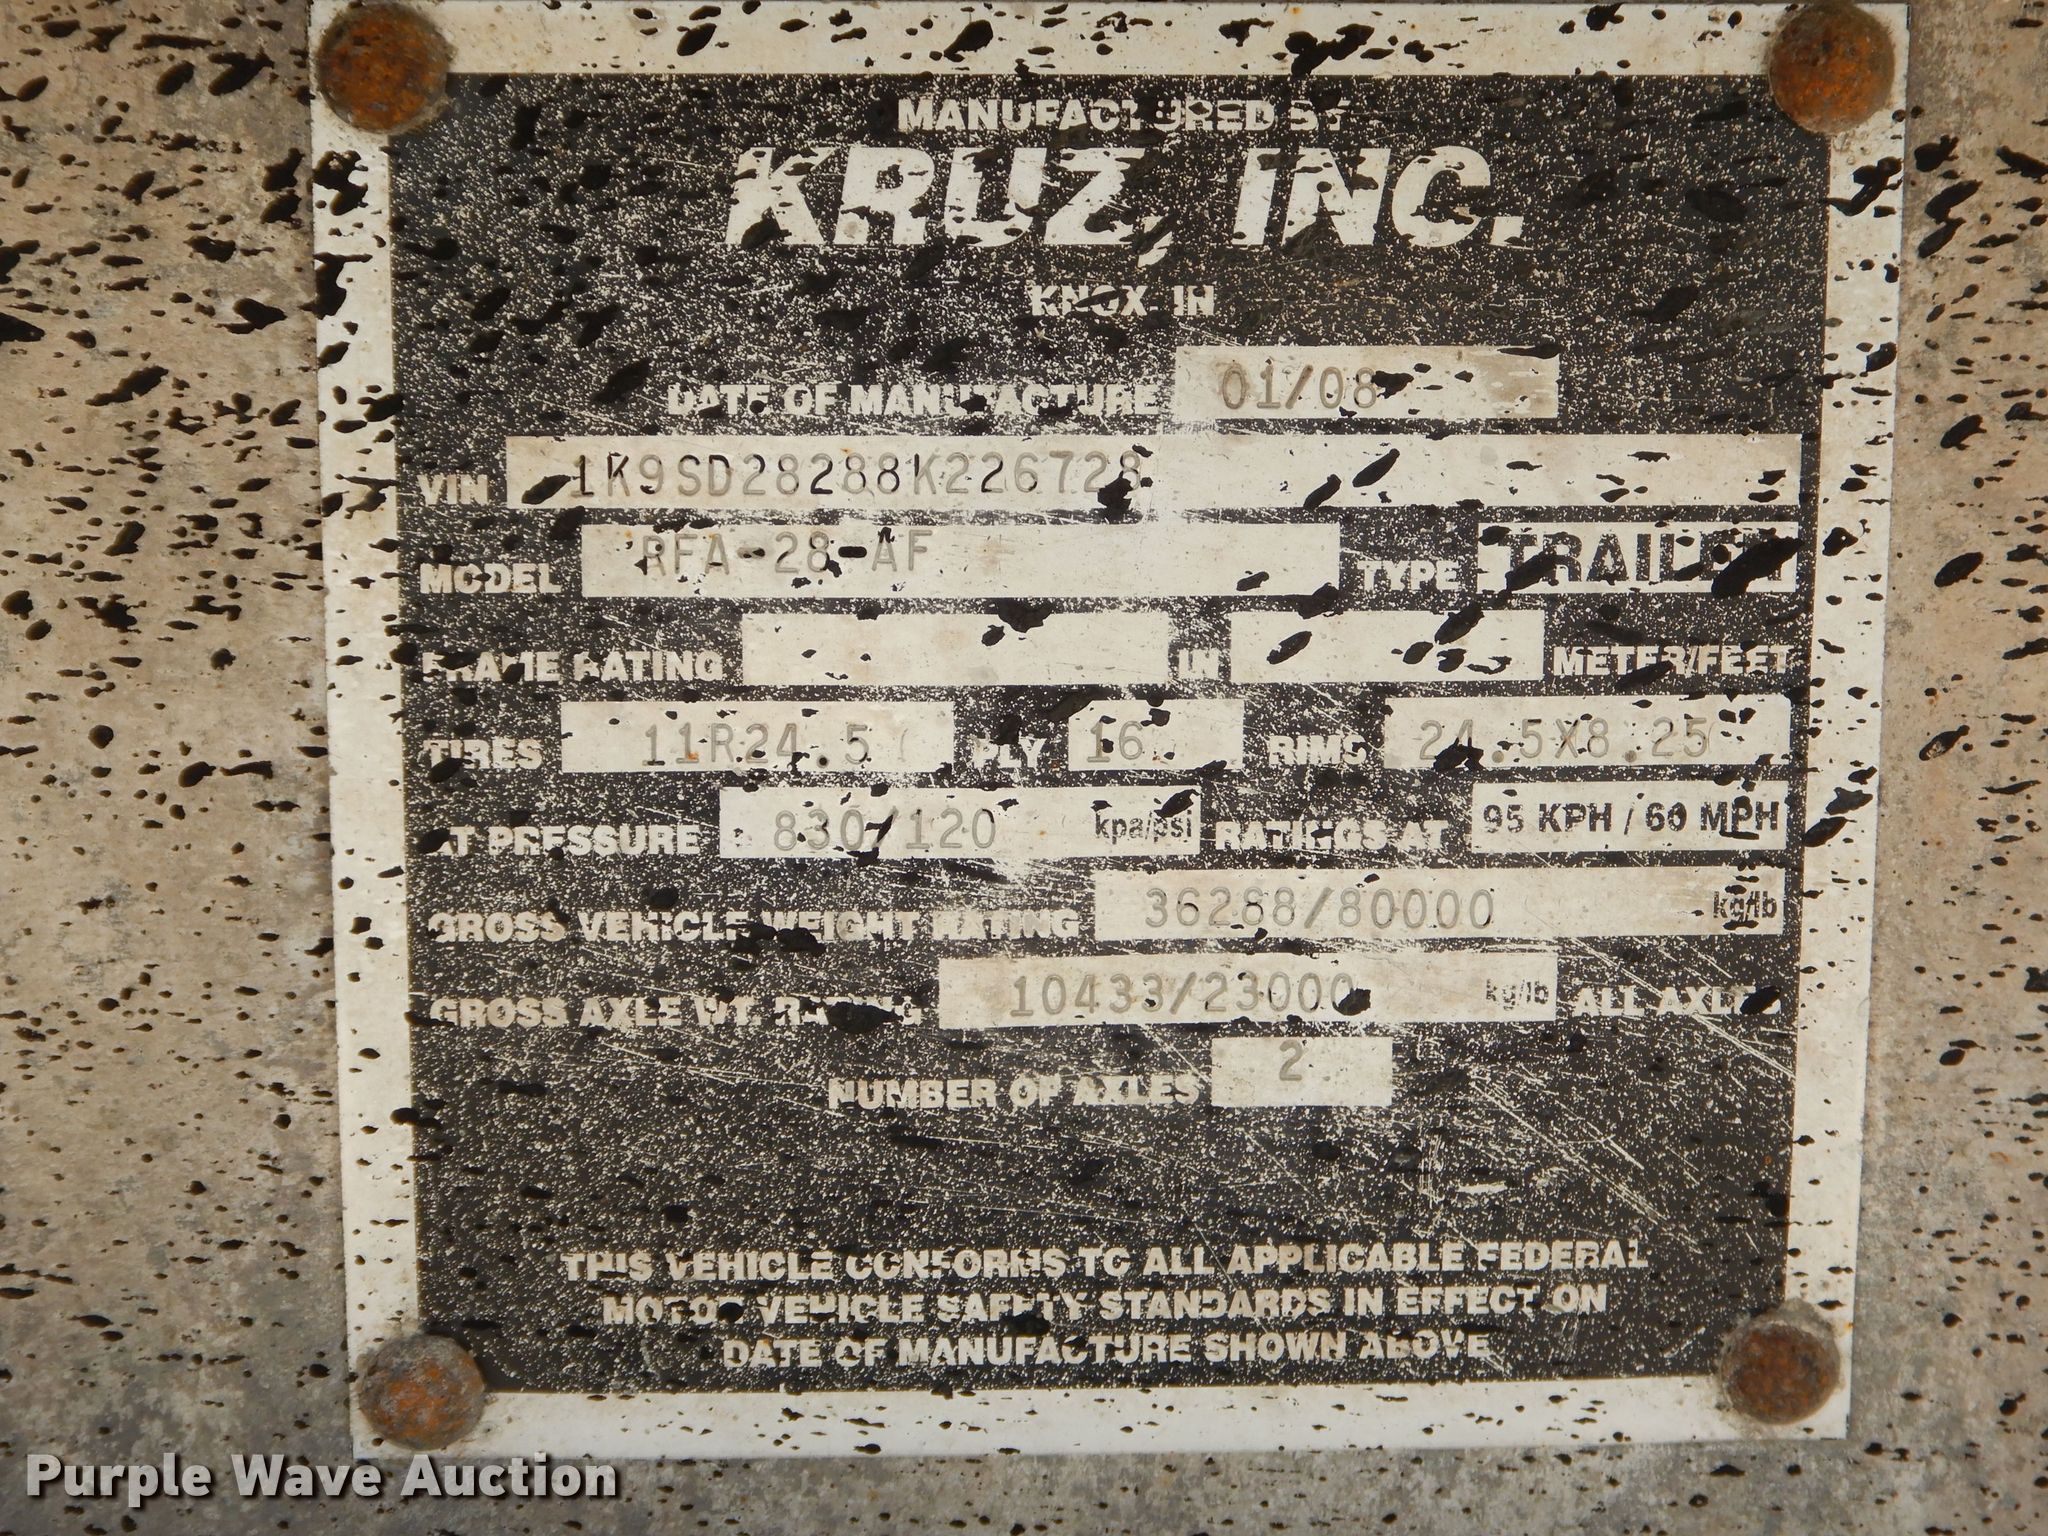 MANUFACTURED BY
KRUZ, INC.
KNOX, IN
DATE OF MANUFACTURE 01/08
VIN 1K9SD28288K226728
MODEL RFA-28-AF TYPE TRAILER
FRAME RATING IN METER/FEET
TIRES 11R24.5 PLY 16 RIMS 24.5X8.25
AT PRESSURE 830/120 kpa/psi RATINGS AT 95 KPH / 60 MPH
GROSS VEHICLE WEIGHT RATING 36288/80000 kg/lb
GROSS AXLE WT. RATING 10433/23000 kg/lb ALL AXLES
NUMBER OF AXLES 2
THIS VEHICLE CONFORMS TO ALL APPLICABLE FEDERAL
MOTOR VEHICLE SAFETY STANDARDS IN EFFECT ON
DATE OF MANUFACTURE SHOWN ABOVE
Purple Wave Auction